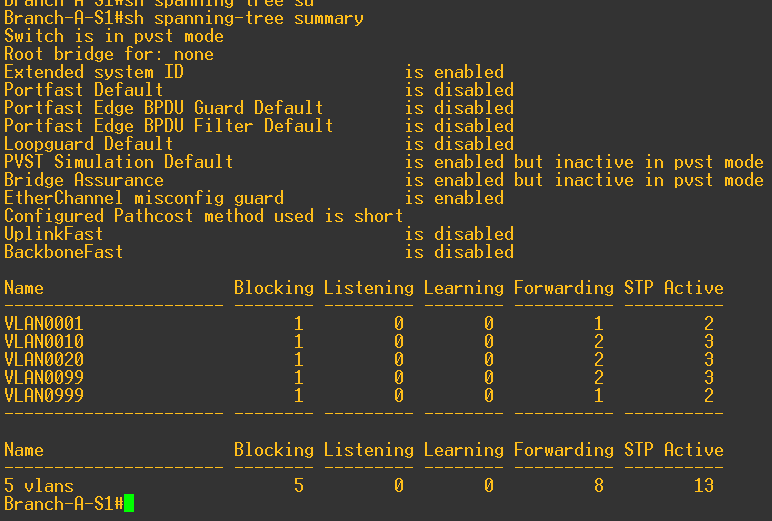 Branch-A-S1#sh spanning-tree su
Branch-A-S1#sh spanning-tree summary
Switch is in pvst mode
Root bridge for: none
Extended system ID                      is enabled
Portfast Default                        is disabled
Portfast Edge BPDU Guard Default        is disabled
Portfast Edge BPDU Filter Default       is disabled
Loopguard Default                       is disabled
PVST Simulation Default                 is enabled but inactive in pvst mode
Bridge Assurance                        is enabled but inactive in pvst mode
EtherChannel misconfig guard            is enabled
Configured Pathcost method used is short
UplinkFast                              is disabled
BackboneFast                            is disabled

Name                   Blocking Listening Learning Forwarding STP Active
---------------------- -------- --------- -------- ---------- ----------
VLAN0001                     1         0        0          1          2
VLAN0010                     1         0        0          2          3
VLAN0020                     1         0        0          2          3
VLAN0099                     1         0        0          2          3
VLAN0999                     1         0        0          1          2
---------------------- -------- --------- -------- ---------- ----------
Name                   Blocking Listening Learning Forwarding STP Active
---------------------- -------- --------- -------- ---------- ----------
5 vlans                      5         0        0          8         13
Branch-A-S1#